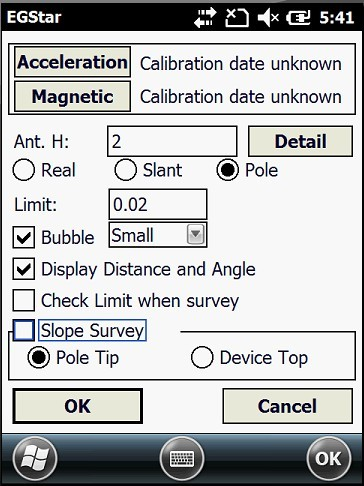 EGStar 5:41
Acceleration Calibration date unknown
Magnetic Calibration date unknown
Ant. H: 2 Detail
Real Slant Pole
Limit: 0.02
Bubble Small
Display Distance and Angle
Check Limit when survey
Slope Survey
Pole Tip Device Top
OK Cancel
OK